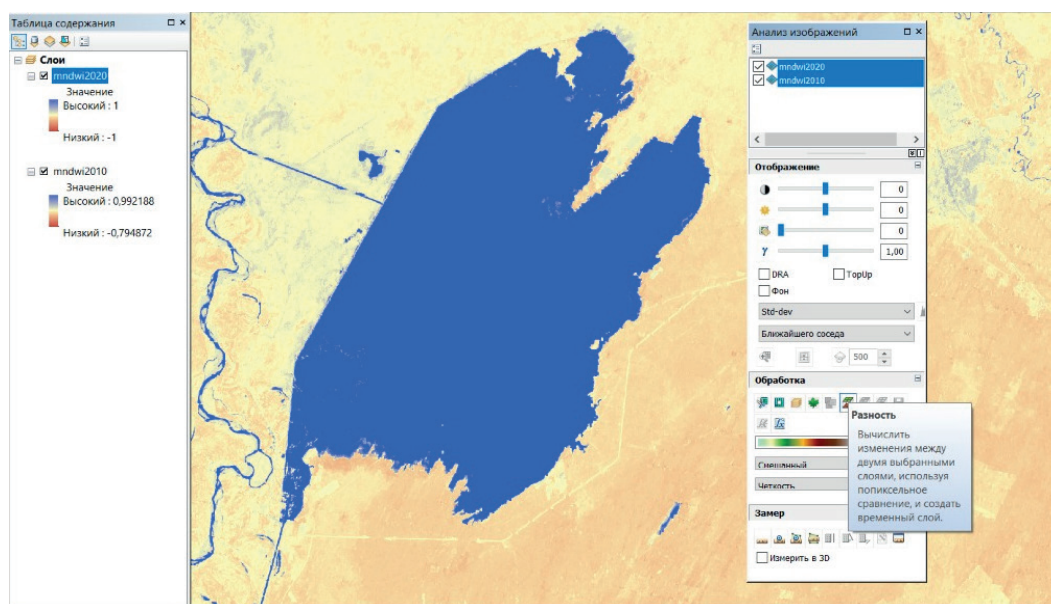 Таблица содержания
Слои
mndwi2020
Значение
Высокий : 1
Низкий : -1
mndwi2010
Значение
Высокий : 0,992188
Низкий : -0,794872
Анализ изображений
mndwi2020
mndwi2010
Отображение
0
0
0
γ 1,00
DRA TopUp
Фон
Std-dev
Ближайшего соседа
500
Обработка
Смешанный
Четкость
Замер
Измерить в 3D
Разность
Вычислить
изменения между
двумя выбранными
слоями, используя
попиксельное
сравнение, и создать
временный слой.